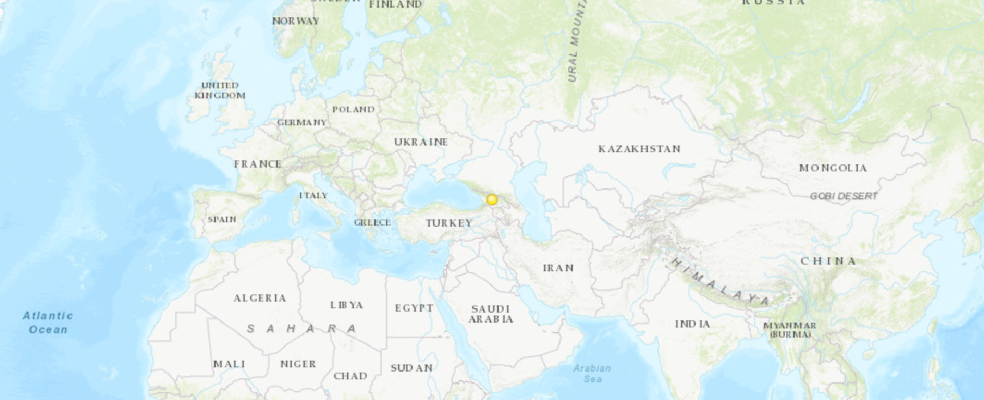 RUSSIA
FINLAND
NORWAY
URAL MOUNTA
UNITED
KINGDOM
POLAND
GERMANY
UKRAINE
KAZAKHSTAN
FRANCE
MONGOLIA
ITALY
GOBI DESERT
SPAIN
GREECE
TURKEY
CHINA
IRAN
HIMALAYA
ALGERIA
LIBYA
EGYPT
SAUDI
ARABIA
Atlantic
Ocean
SAHARA
INDIA
MYANMAR
(BURMA)
MALI
NIGER
CHAD
SUDAN
Arabian
Sea